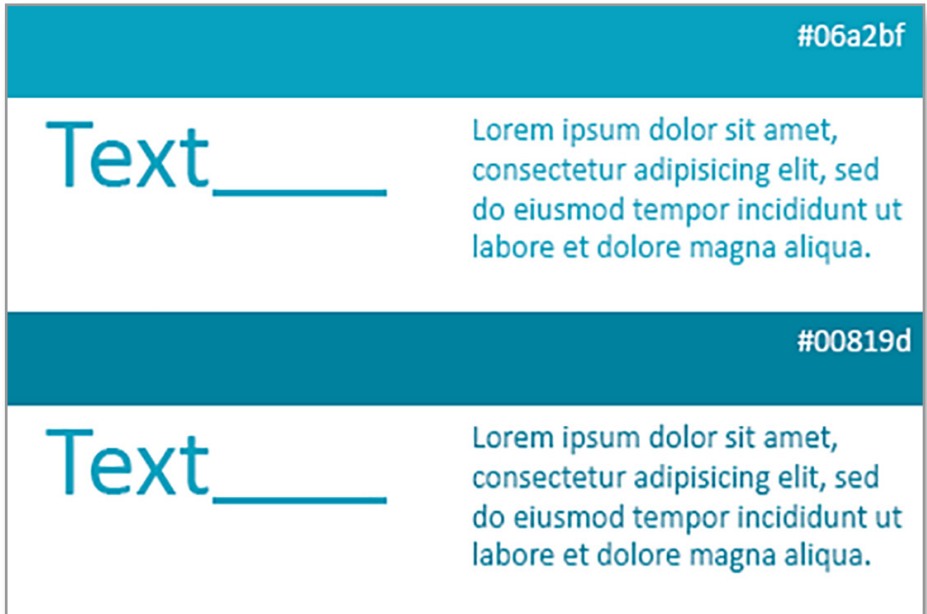 #06a2bf
Text_____
Lorem ipsum dolor sit amet,
consectetur adipisicing elit, sed
do eiusmod tempor incididunt ut
labore et dolore magna aliqua.
#00819d
Text_____
Lorem ipsum dolor sit amet,
consectetur adipisicing elit, sed
do eiusmod tempor incididunt ut
labore et dolore magna aliqua.